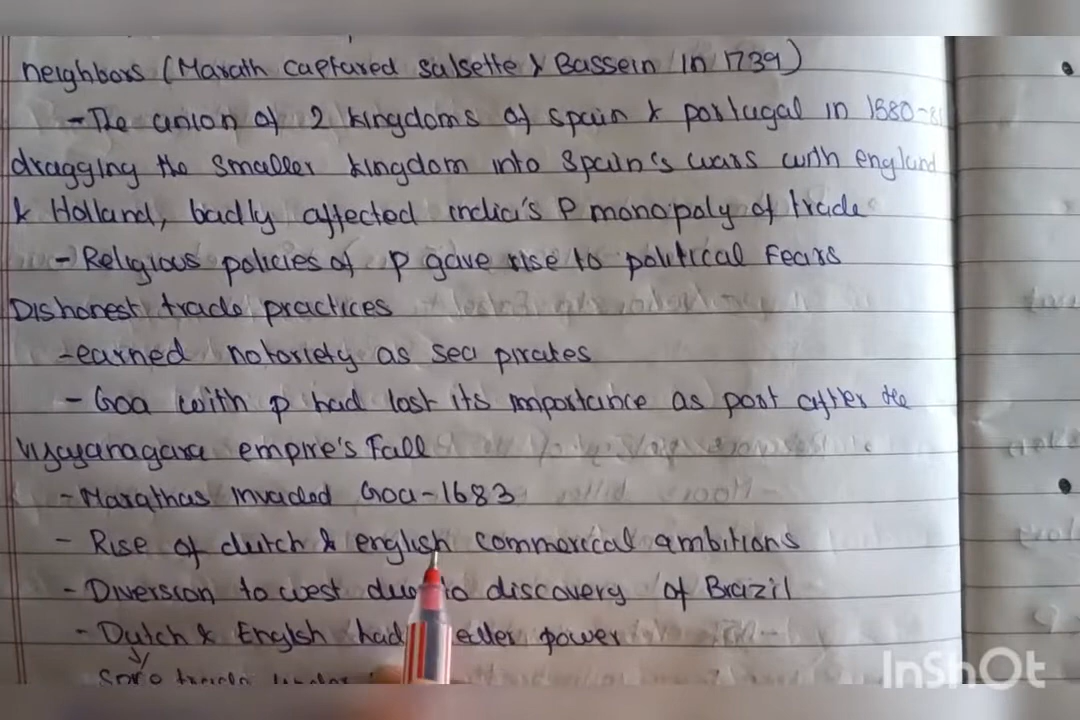 neighbors (Marath captured salsette & Bassein in 1739)
- The union of 2 kingdoms of spain & portugal in 1580-81
dragging the smaller kingdom into Spain's wars with england
& Holland, badly affected india's P monopoly of trade
- Religious policies of P gave rise to political Fears
Dishonest trade practices
- earned notoriety as sea pirates
- Goa with p had lost its importance as port after the
Vijayanagara empire's Fall
- Marathas invaded Goa - 1683
- Rise of dutch & english commerical ambitions
- Diversion to west due to discovery of Brazil
- Dutch & English had power
trade under
InShOt